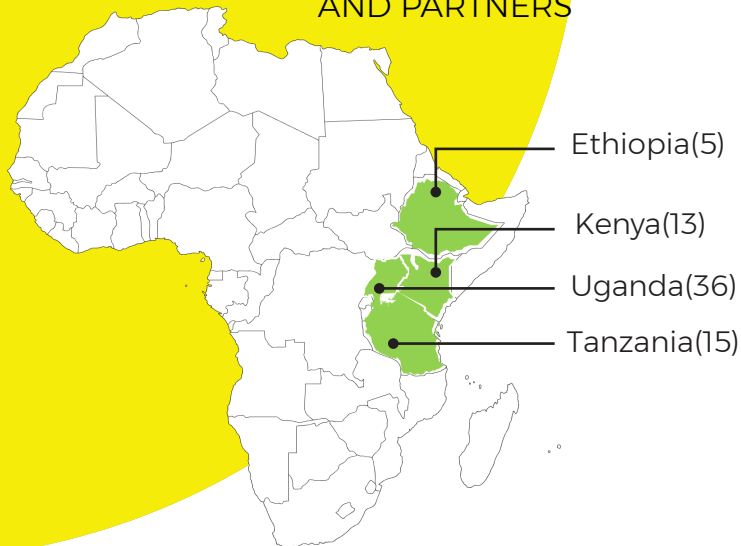 AND PARTNERS
Ethiopia(5)
Kenya(13)
Uganda(36)
Tanzania(15)